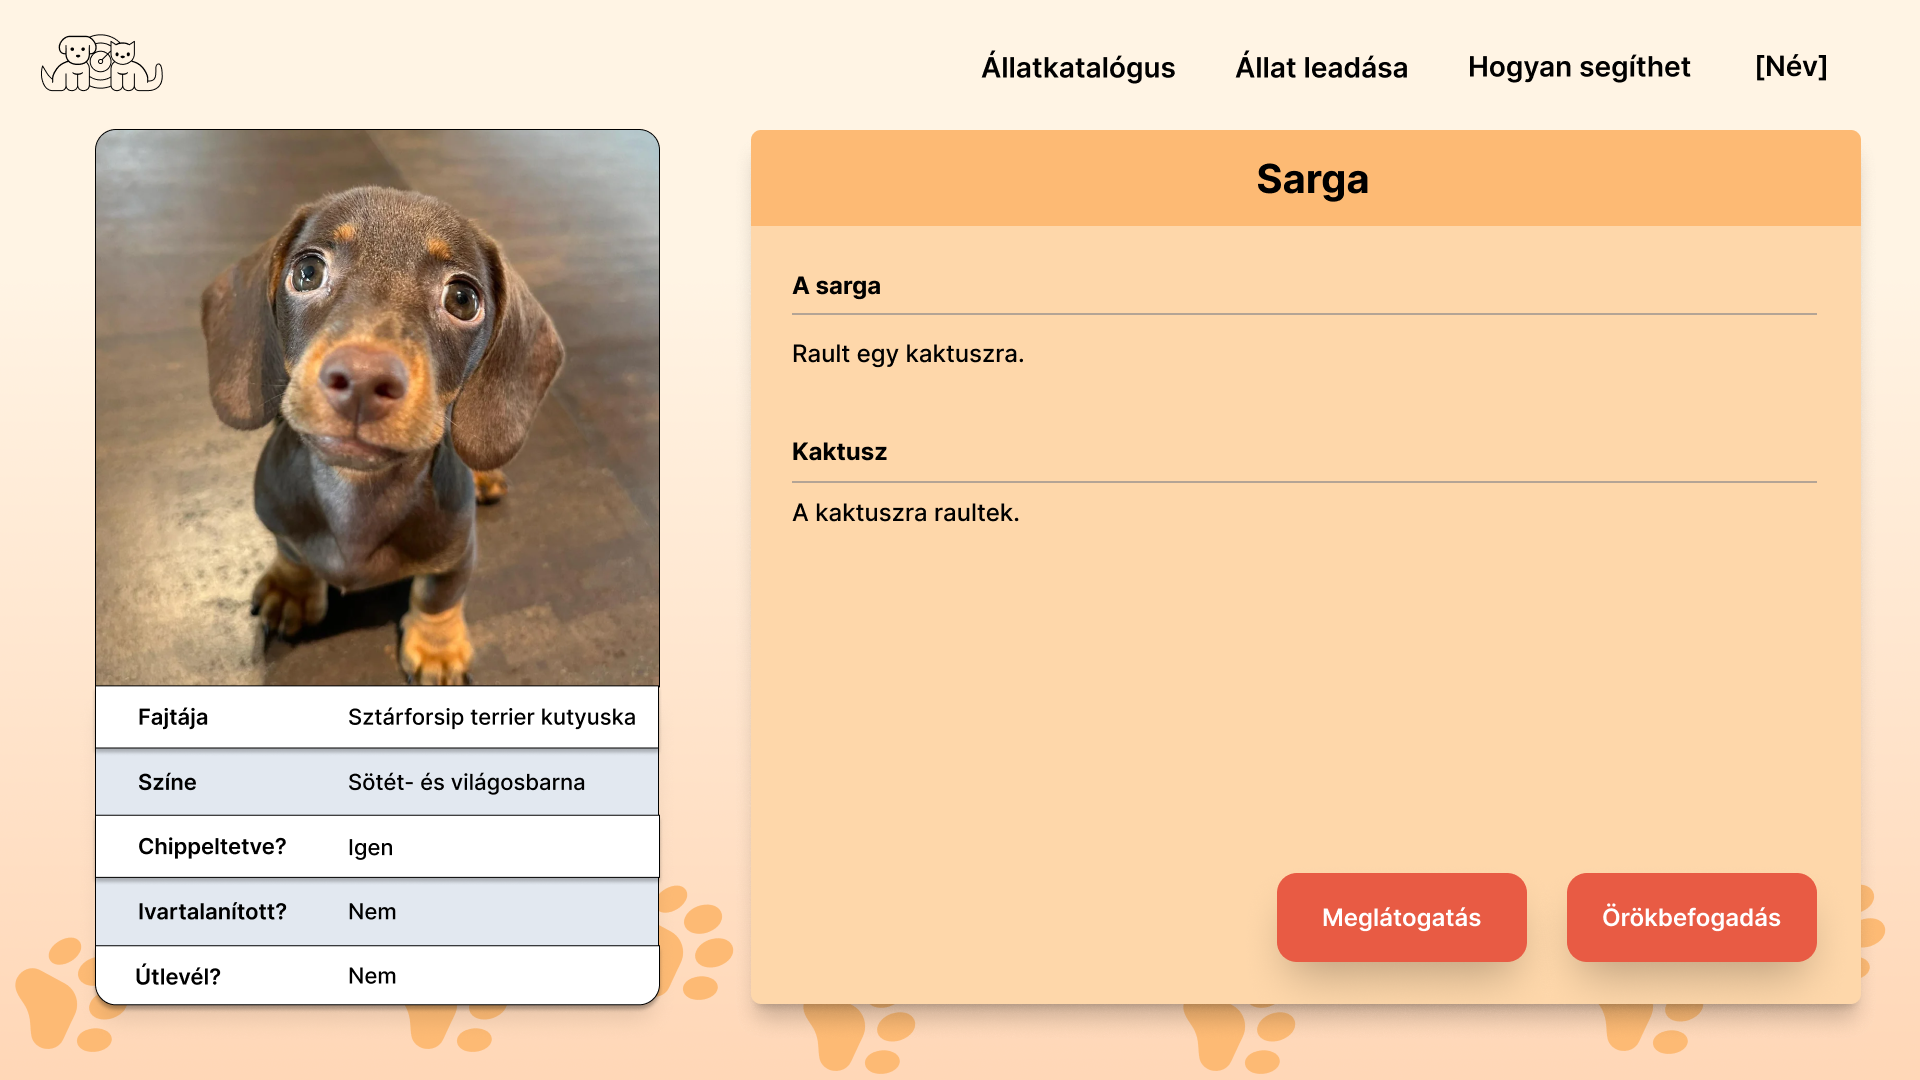 Állatkatalógus
Állat leadása
Hogyan segíthet
[Név]
Fajtája Sztárforsip terrier kutyuska
Színe Sötét- és világosbarna
Chippeltetve? Igen
Ivartalanított? Nem
Útlevél? Nem
Sarga
A sarga
Rault egy kaktuszra.
Kaktusz
A kaktuszra raultek.
Meglátogatás
Örökbefogadás